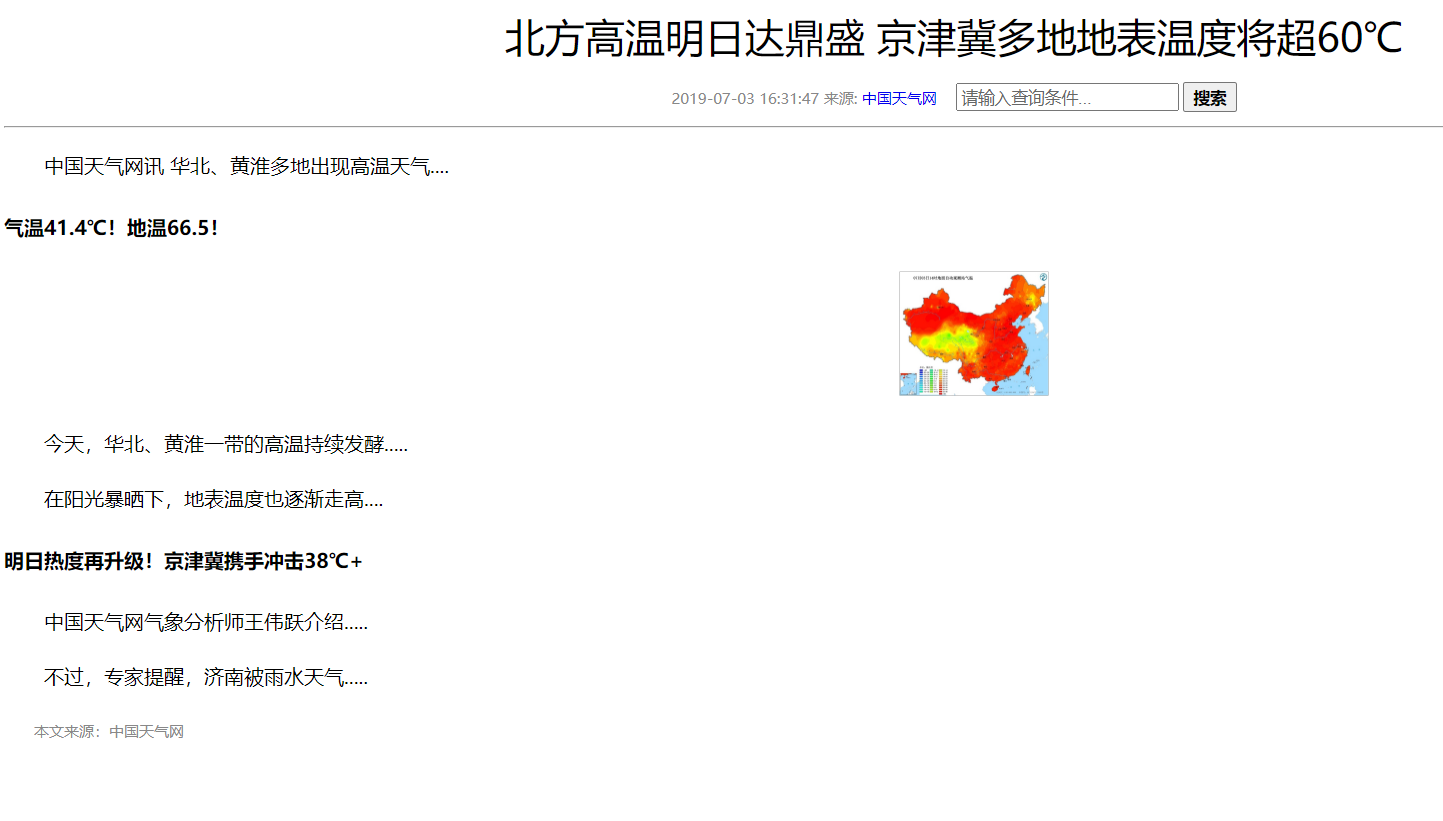 北方高温明日达鼎盛 京津冀多地地表温度将超60℃
2019-07-03 16:31:47 来源: 中国天气网 请输入查询条件... 搜索
中国天气网讯 华北、黄淮多地出现高温天气....
气温41.4℃！地温66.5！
今天，华北、黄淮一带的高温持续发酵.....
在阳光暴晒下，地表温度也逐渐走高....
明日热度再升级！京津冀携手冲击38℃+
中国天气网气象分析师王伟跃介绍.....
不过，专家提醒，济南被雨水天气.....
本文来源：中国天气网